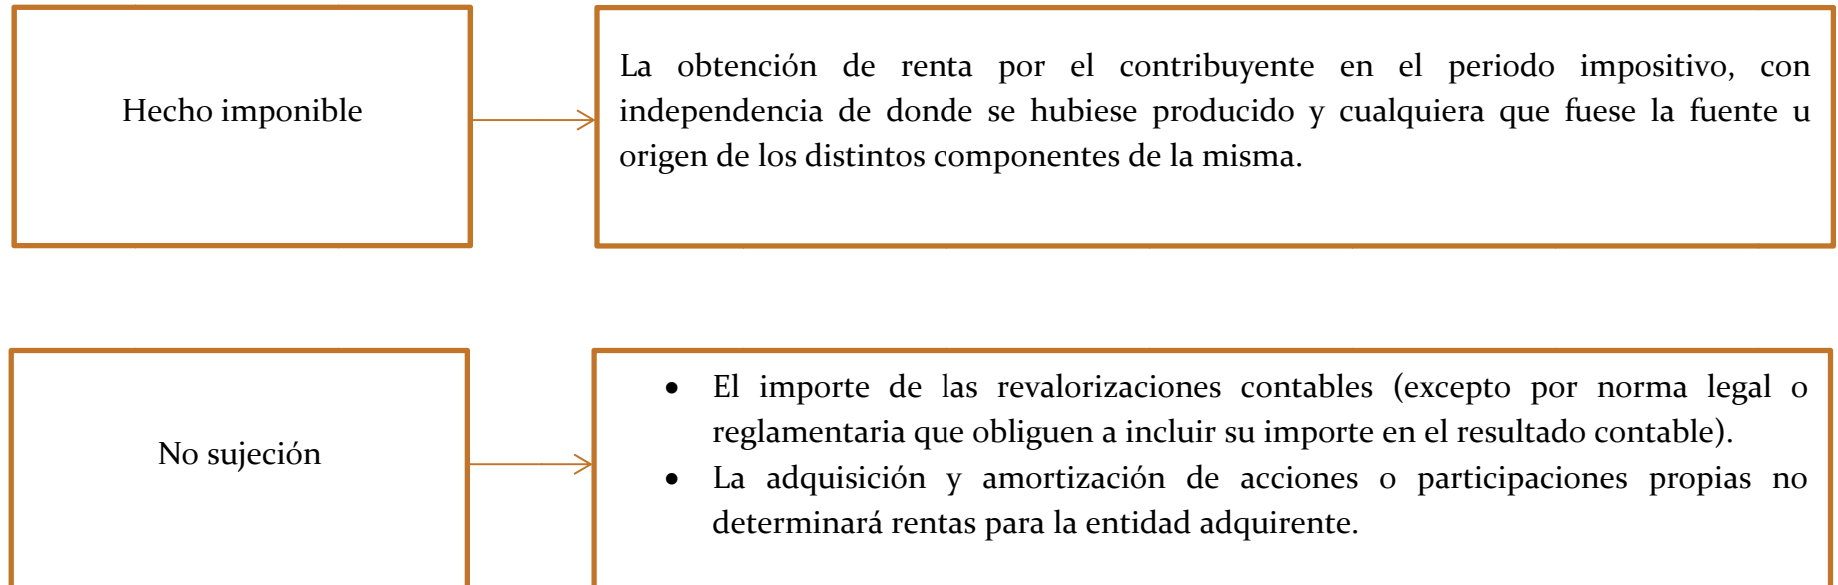 Hecho imponible
La obtención de renta por el contribuyente en el periodo impositivo, con
independencia de donde se hubiese producido y cualquiera que fuese la fuente u
origen de los distintos componentes de la misma.
No sujeción
• El importe de las revalorizaciones contables (excepto por norma legal o
reglamentaria que obliguen a incluir su importe en el resultado contable).
• La adquisición y amortización de acciones o participaciones propias no
determinará rentas para la entidad adquirente.